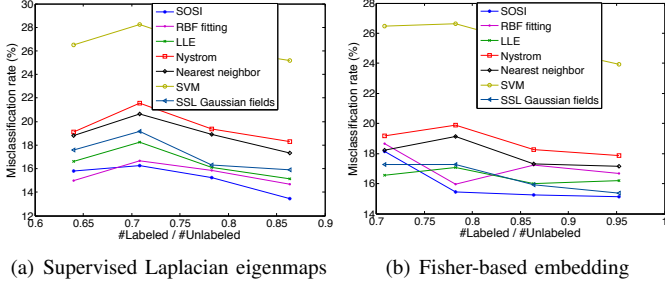 30
28
26
24
22
20
18
16
14
12
0.6
0.65
0.7
0.75
0.8
0.85
0.9
Misclassification rate (%)
#Labeled / #Unlabeled
SOSI
RBF fitting
LLE
Nystrom
Nearest neighbor
SVM
SSL Gaussian fields
(a) Supervised Laplacian eigenmaps
28
26
24
22
20
18
16
14
0.7
0.75
0.8
0.85
0.9
0.95
1
Misclassification rate (%)
#Labeled / #Unlabeled
SOSI
RBF fitting
LLE
Nystrom
Nearest neighbor
SVM
SSL Gaussian fields
(b) Fisher-based embedding